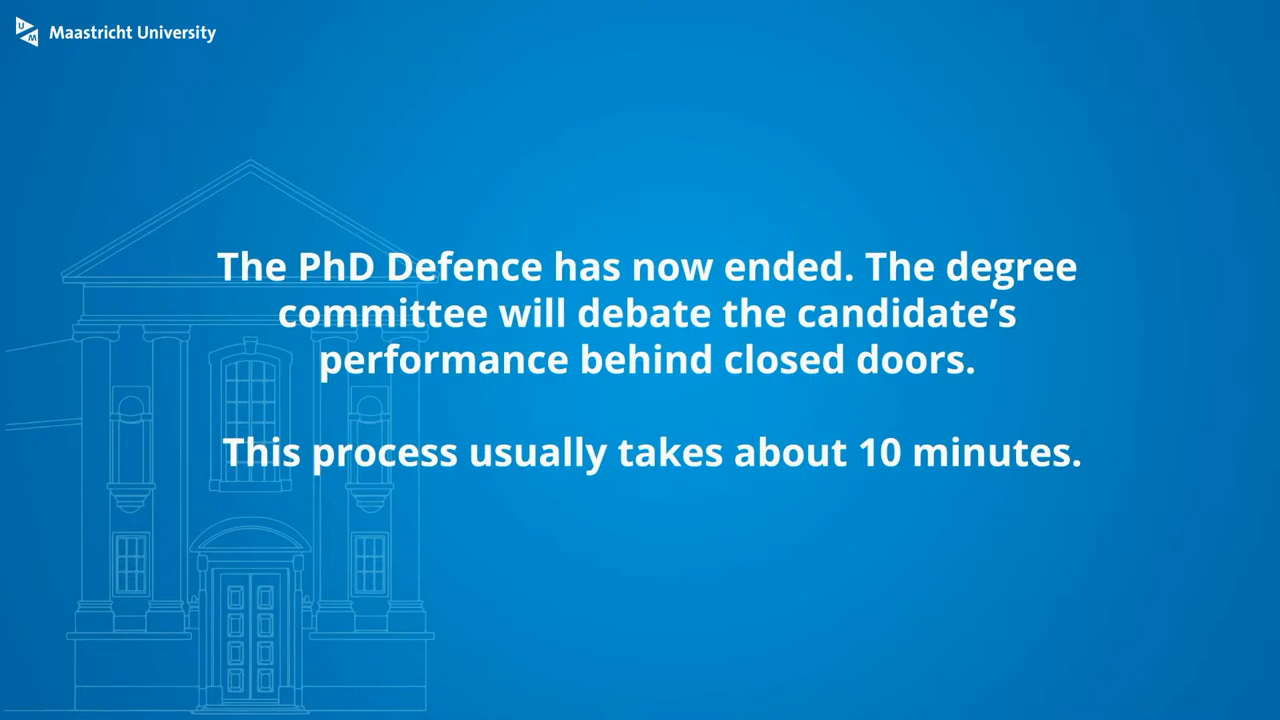 UM
Maastricht University
The PhD Defence has now ended. The degree
committee will debate the candidate’s
performance behind closed doors.
This process usually takes about 10 minutes.